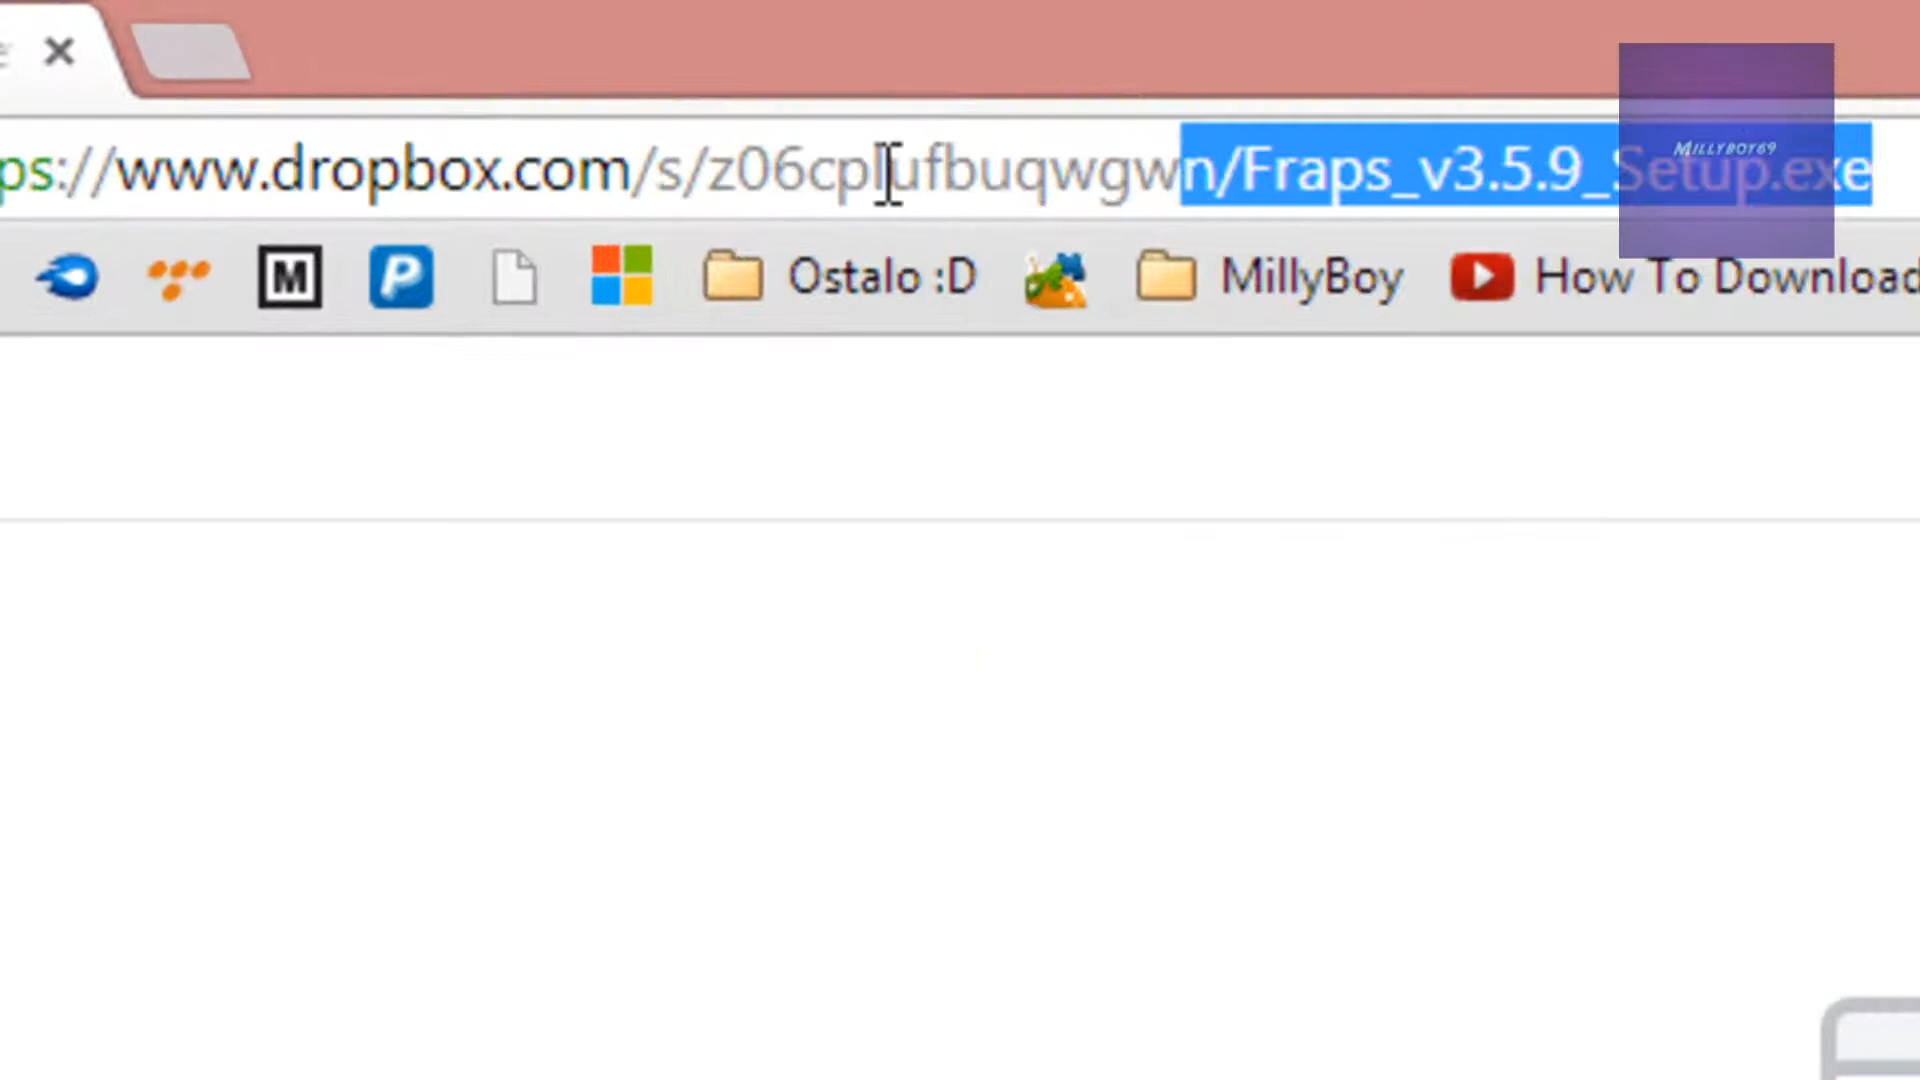 ps://www.dropbox.com/s/z06cplufbuqwgwn/Fraps_v3.5.9_Setup.exe
MILLYBOY69
M P Ostalo :D MillyBoy How To Download